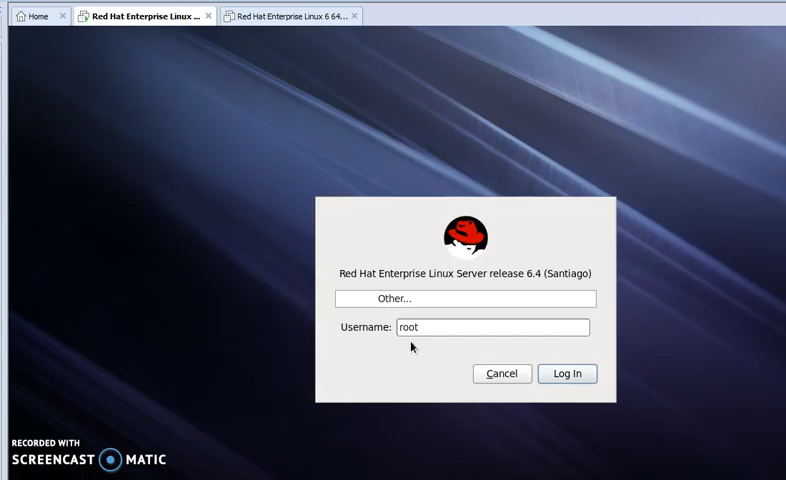 Home
Red Hat Enterprise Linux ...
Red Hat Enterprise Linux 6 64...
Red Hat Enterprise Linux Server release 6.4 (Santiago)
Other...
Username: root
Cancel
Log In
RECORDED WITH
SCREENCAST MATIC